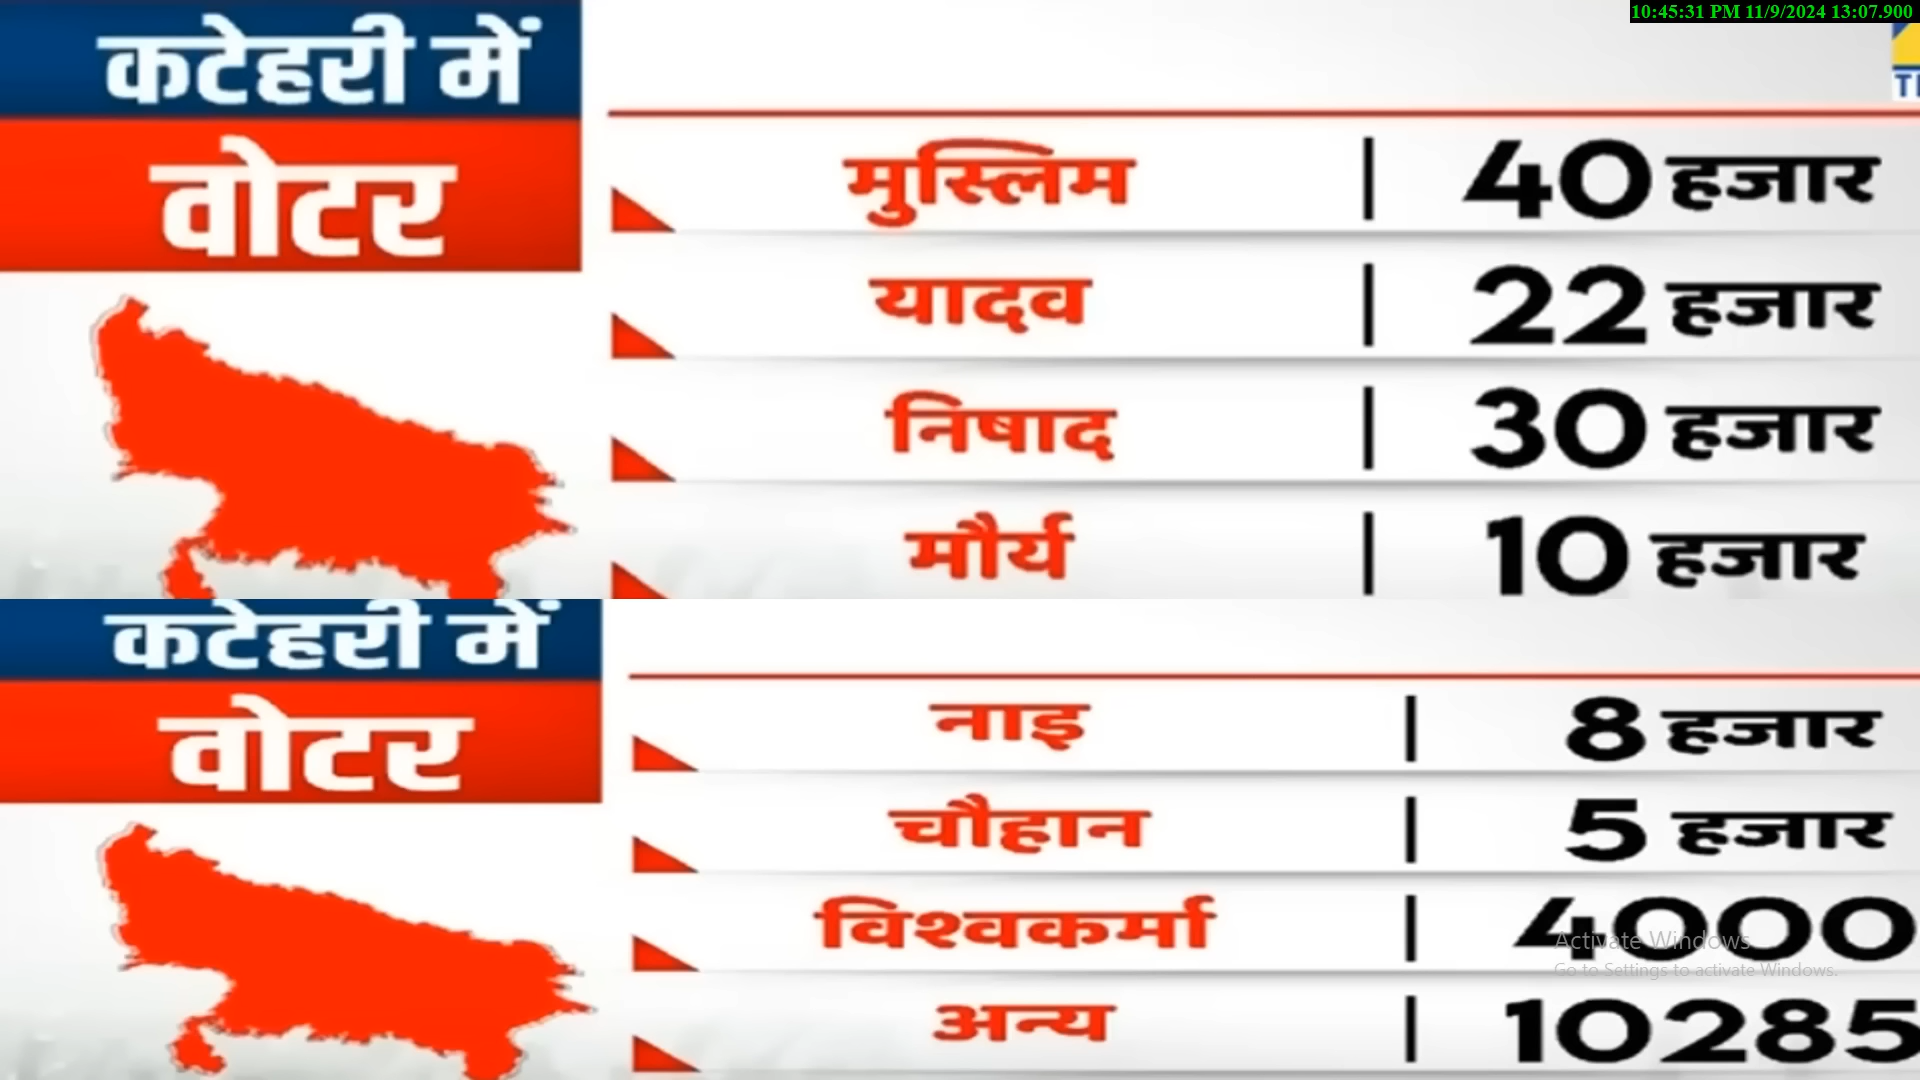 10:45:31 PM 11/9/2024 13:07.900
कटेहरी में
वोटर
मुस्लिम | 40 हजार
यादव | 22 हजार
निषाद | 30 हजार
मौर्य | 10 हजार
कटेहरी में
वोटर
नाइ | 8 हजार
चौहान | 5 हजार
विश्वकर्मा | 4000
अन्य | 10285
Activate Windows
Go to Settings to activate Windows.